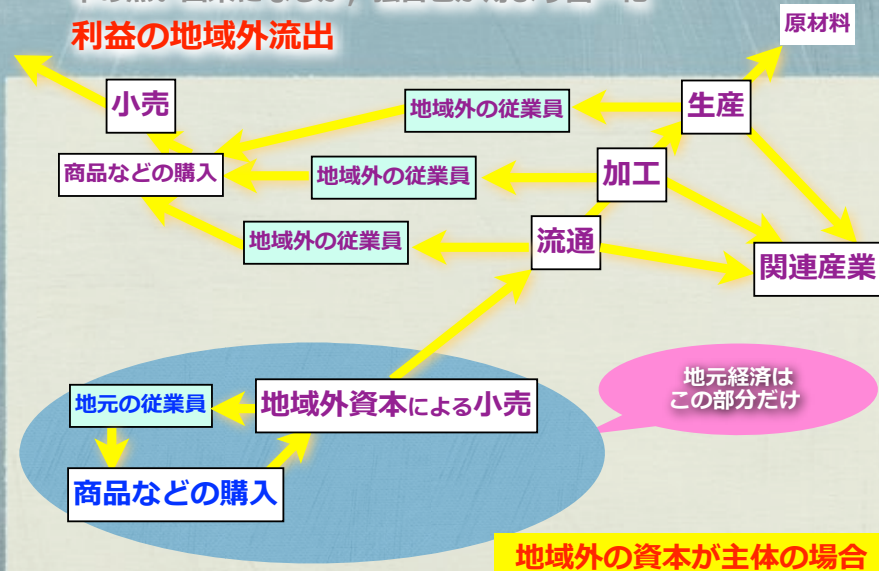 利益の地域外流出
原材料
小売
地域外の従業員
生産
商品などの購入
地域外の従業員
加工
地域外の従業員
流通
関連産業
地元の従業員
地域外資本による小売
地元経済は
この部分だけ
商品などの購入
地域外の資本が主体の場合